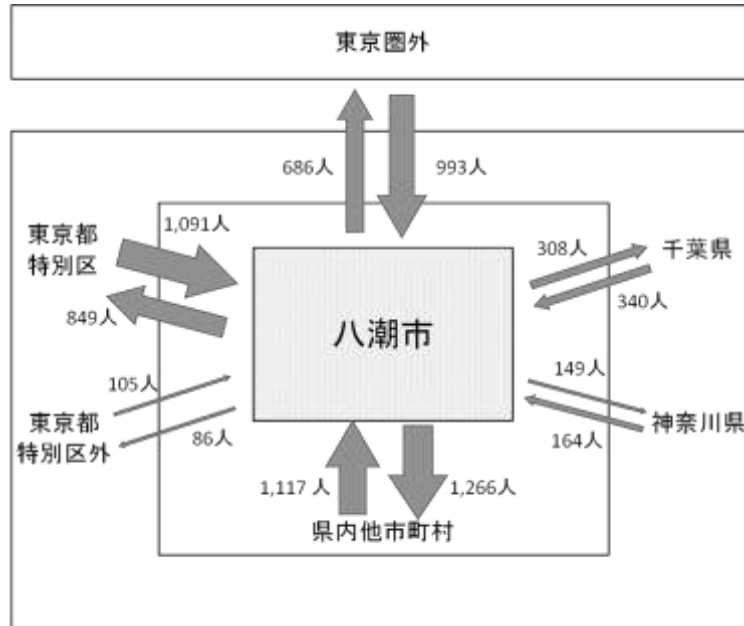 東京圏外
686人
993人
1,091人
東京都
特別区
849人
308人
千葉県
340人
八潮市
105人
東京都
特別区外
86人
149人
神奈川県
164人
1,117人
1,266人
県内他市町村